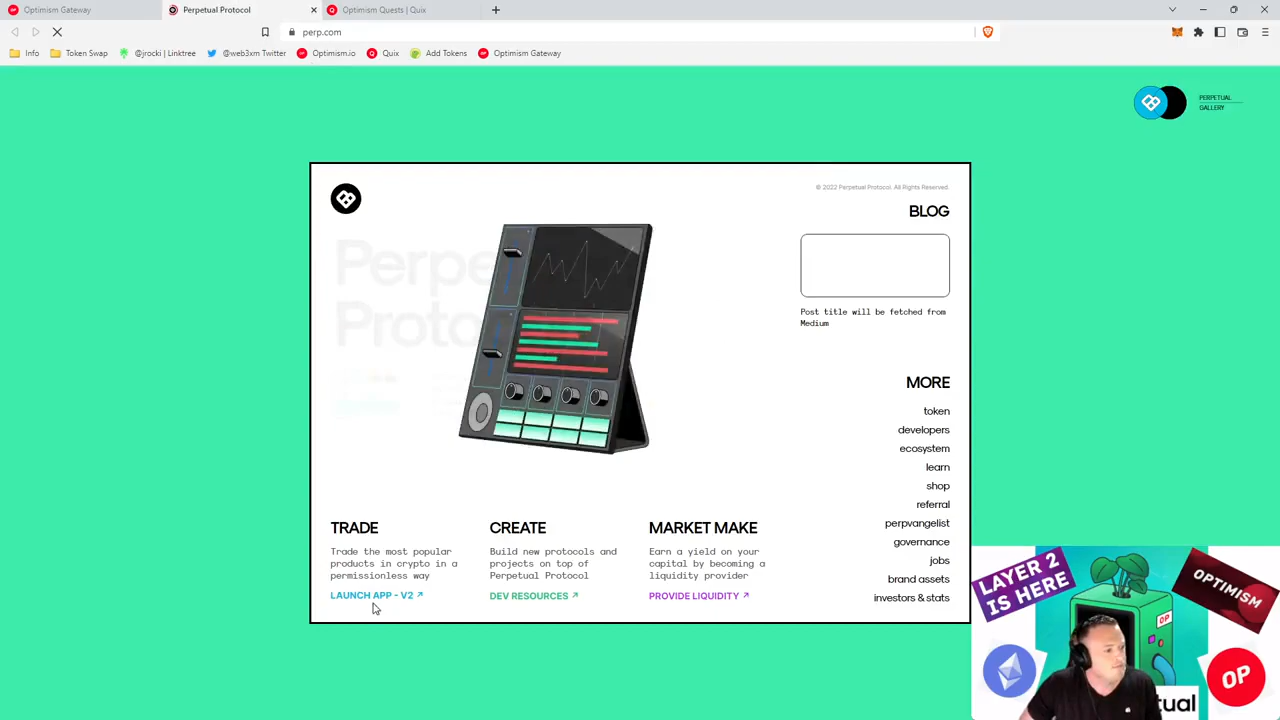 Optimism Gateway
Perpetual Protocol
Optimism Quests | Quix
perp.com
Info
Token Swap
@jrocki | Linktree
@web3xm Twitter
Optimism.io
Quix
Add Tokens
Optimism Gateway
PERPETUAL
GALLERY
© 2022 Perpetual Protocol. All Rights Reserved.
BLOG
Perpe
Proto
Post title will be fetched from
Medium
MORE
token
developers
ecosystem
learn
shop
referral
perpvangelist
governance
jobs
brand assets
investors & stats
TRADE
Trade the most popular
products in crypto in a
permissionless way
LAUNCH APP - V2 ↗
CREATE
Build new protocols and
projects on top of
Perpetual Protocol
DEV RESOURCES ↗
MARKET MAKE
Earn a yield on your
capital by becoming a
liquidity provider
PROVIDE LIQUIDITY ↗
LAYER 2
IS HERE
OPTIMISM
OP
OP
tual